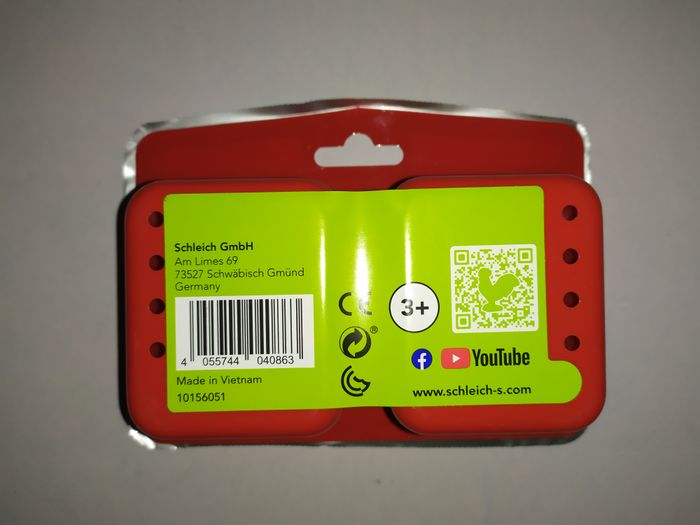 Schleich GmbH
Am Limes 69
73527 Schwäbisch Gmünd
Germany
4 055744 040863
Made in Vietnam
10156051
CE
®
3+
f
YouTube
www.schleich-s.com